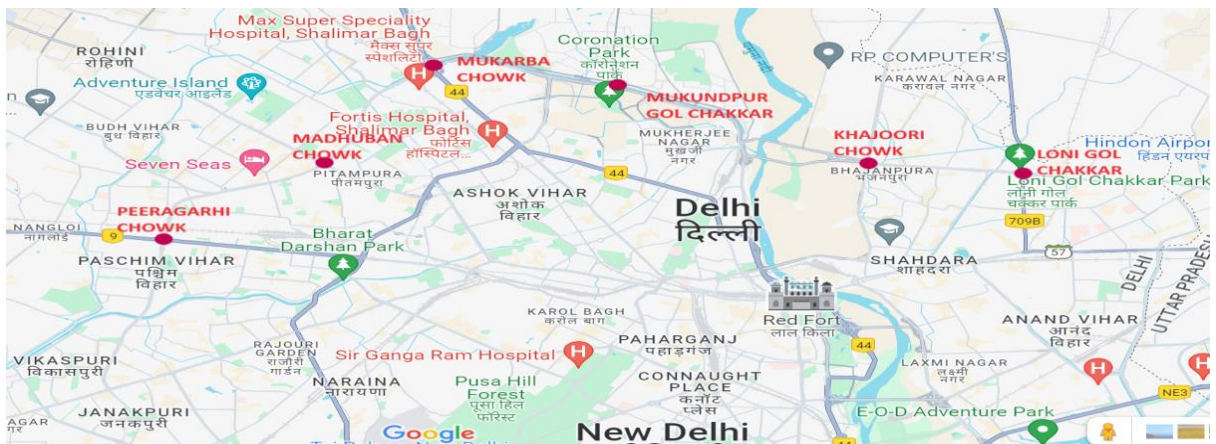 Max Super Speciality
Hospital, Shalimar Bagh
मैक्स सुपर
स्पेशलिटी
ROHINI
रोहिणी
Adventure Island
एडवेंचर आइलैंड
MUKARBA
CHOWK
44
Coronation
Park
कॉरोनेशन
पार्क
MUKUNDPUR
GOL CHAKKAR
RP COMPUTER'S
KARAWAL NAGAR
करावल नगर
BUDH VIHAR
बुध विहार
Fortis Hospital,
Shalimar Bagh
फोर्टिस
हॉस्पिटल...
MADHUBAN
CHOWK
PITAMPURA
पीतमपुरा
Seven Seas
MUKHERJEE
NAGAR
मुखर्जी
नगर
KHAJOORI
CHOWK
BHAJANPURA
भजनपुरा
Hindon Airpor
हिंडन एयरप
LONI GOL
CHAKKAR
Loni Gol Chakkar Park
लोनी गोल
चक्कर पार्क
44
ASHOK VIHAR
अशोक
विहार
Delhi
दिल्ली
PEERAGARHI
CHOWK
NANGLOI
नांगलोई
9
PASCHIM VIHAR
पश्चिम
विहार
Bharat
Darshan Park
709B
57
SHAHDARA
शाहदरा
DELHI
UTTAR PRADESH
KAROL BAGH
करोल बाग
Red Fort
लाल किला
ANAND VIHAR
आनंद
विहार
VIKASPURI
विकासपुरी
RAJOURI
GARDEN
राजौरी
गार्डन
Sir Ganga Ram Hospital
PAHARGANJ
पहाड़गंज
44
LAXMI NAGAR
लक्ष्मी
नगर
NARAINA
नारायणा
Pusa Hill
Forest
पूसा हिल
फॉरेस्ट
CONNAUGHT
PLACE
कनॉट
प्लेस
NE3
JANAKPURI
जनकपुरी
AGAR
गर
E-O-D Adventure Park
Google
New Delhi